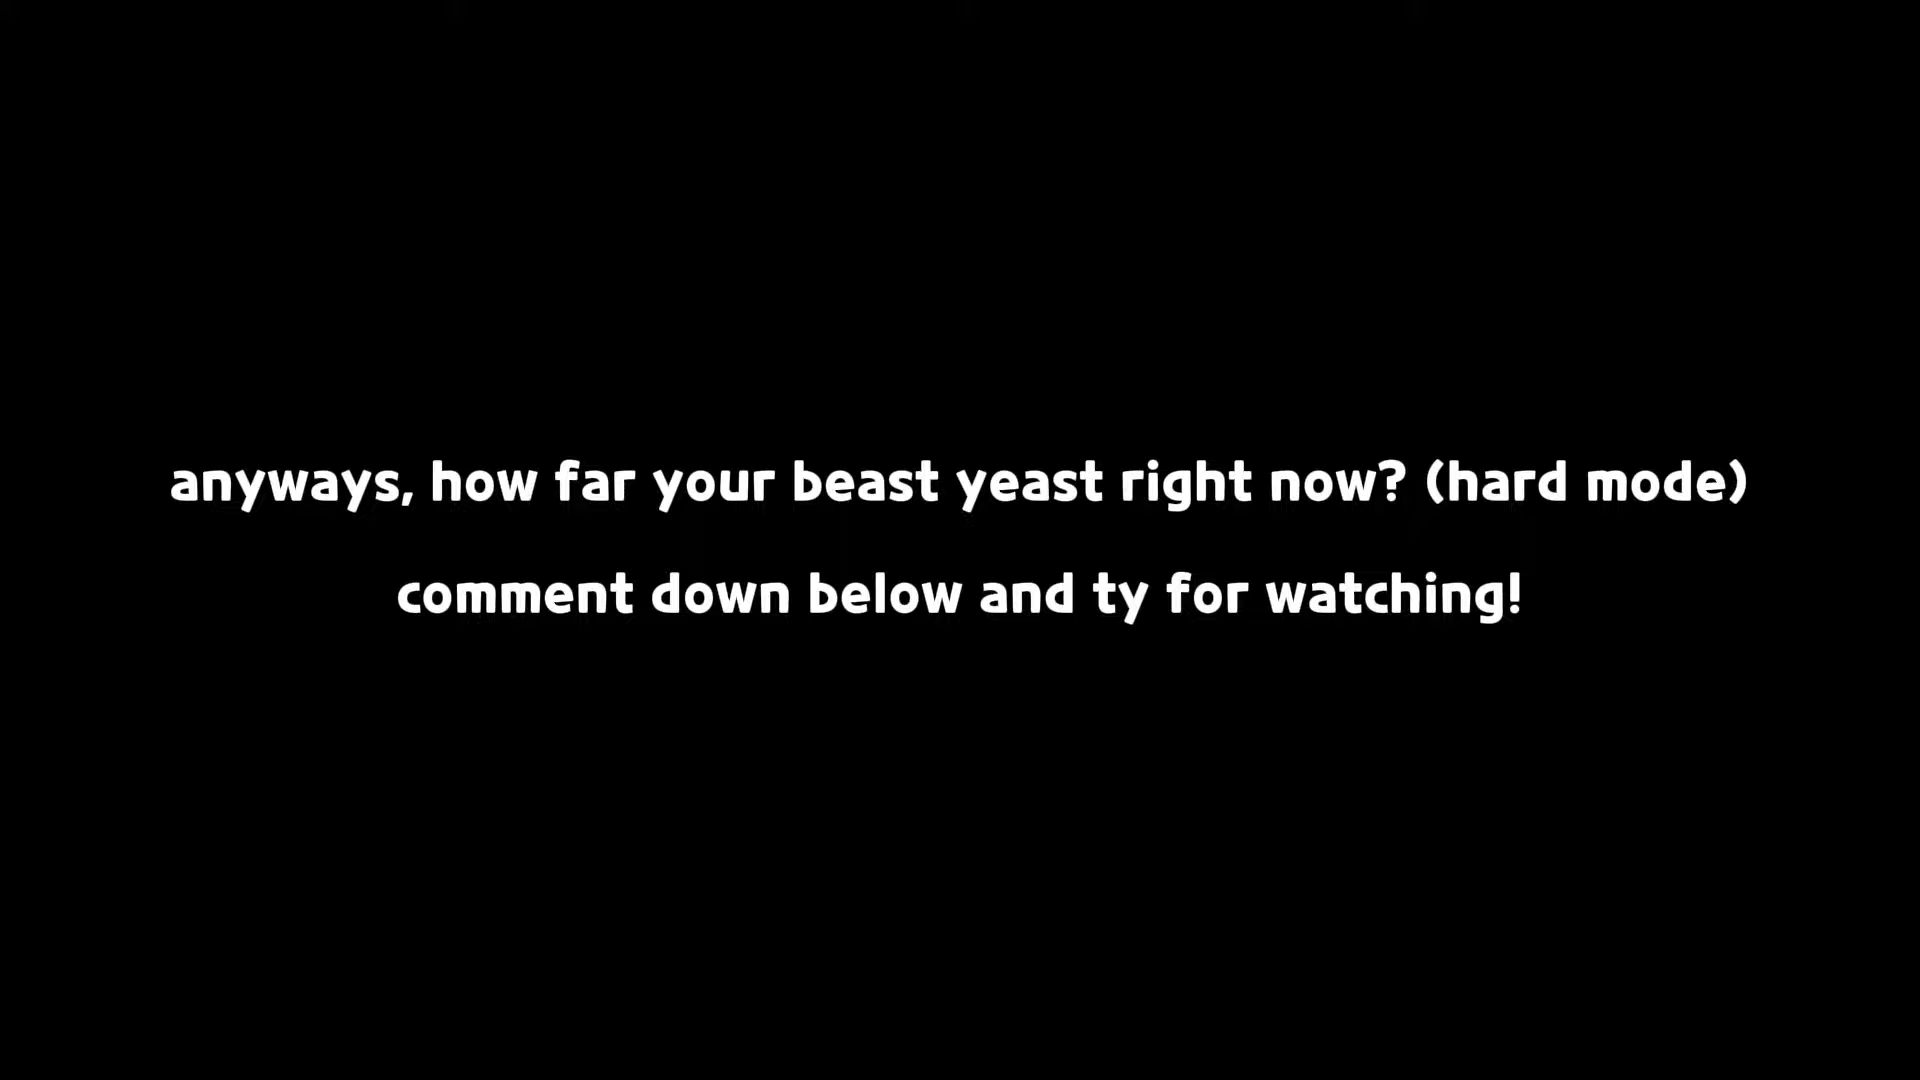 anyways, how far your beast yeast right now? (hard mode)
comment down below and ty for watching!